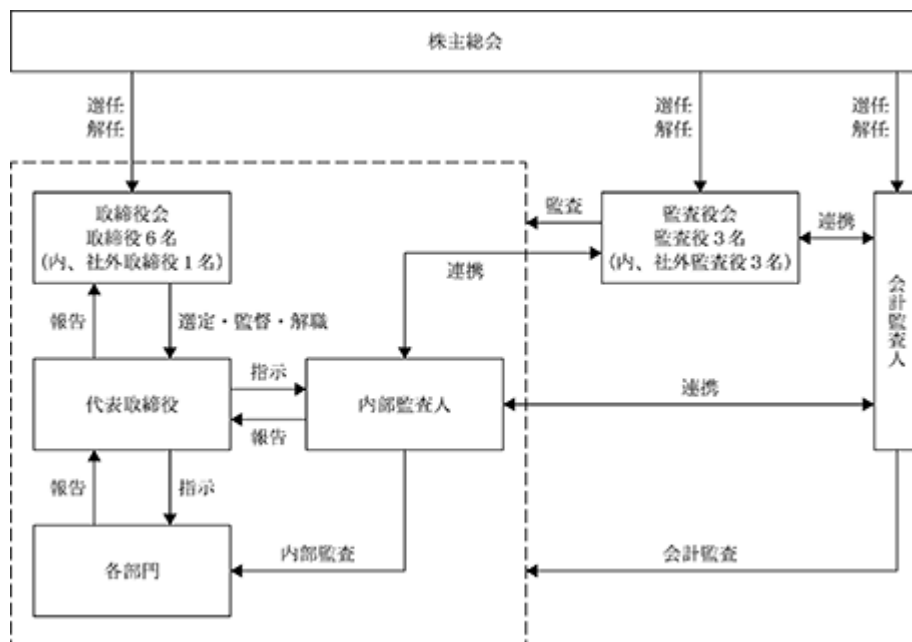 株主総会
選任
解任
選任
解任
選任
解任
取締役会
取締役6名
(内、社外取締役1名)
監査
監査役会
監査役3名
(内、社外監査役3名)
連携
会計監査人
連携
報告
選定・監督・解職
代表取締役
指示
報告
内部監査人
連携
報告
指示
各部門
内部監査
会計監査